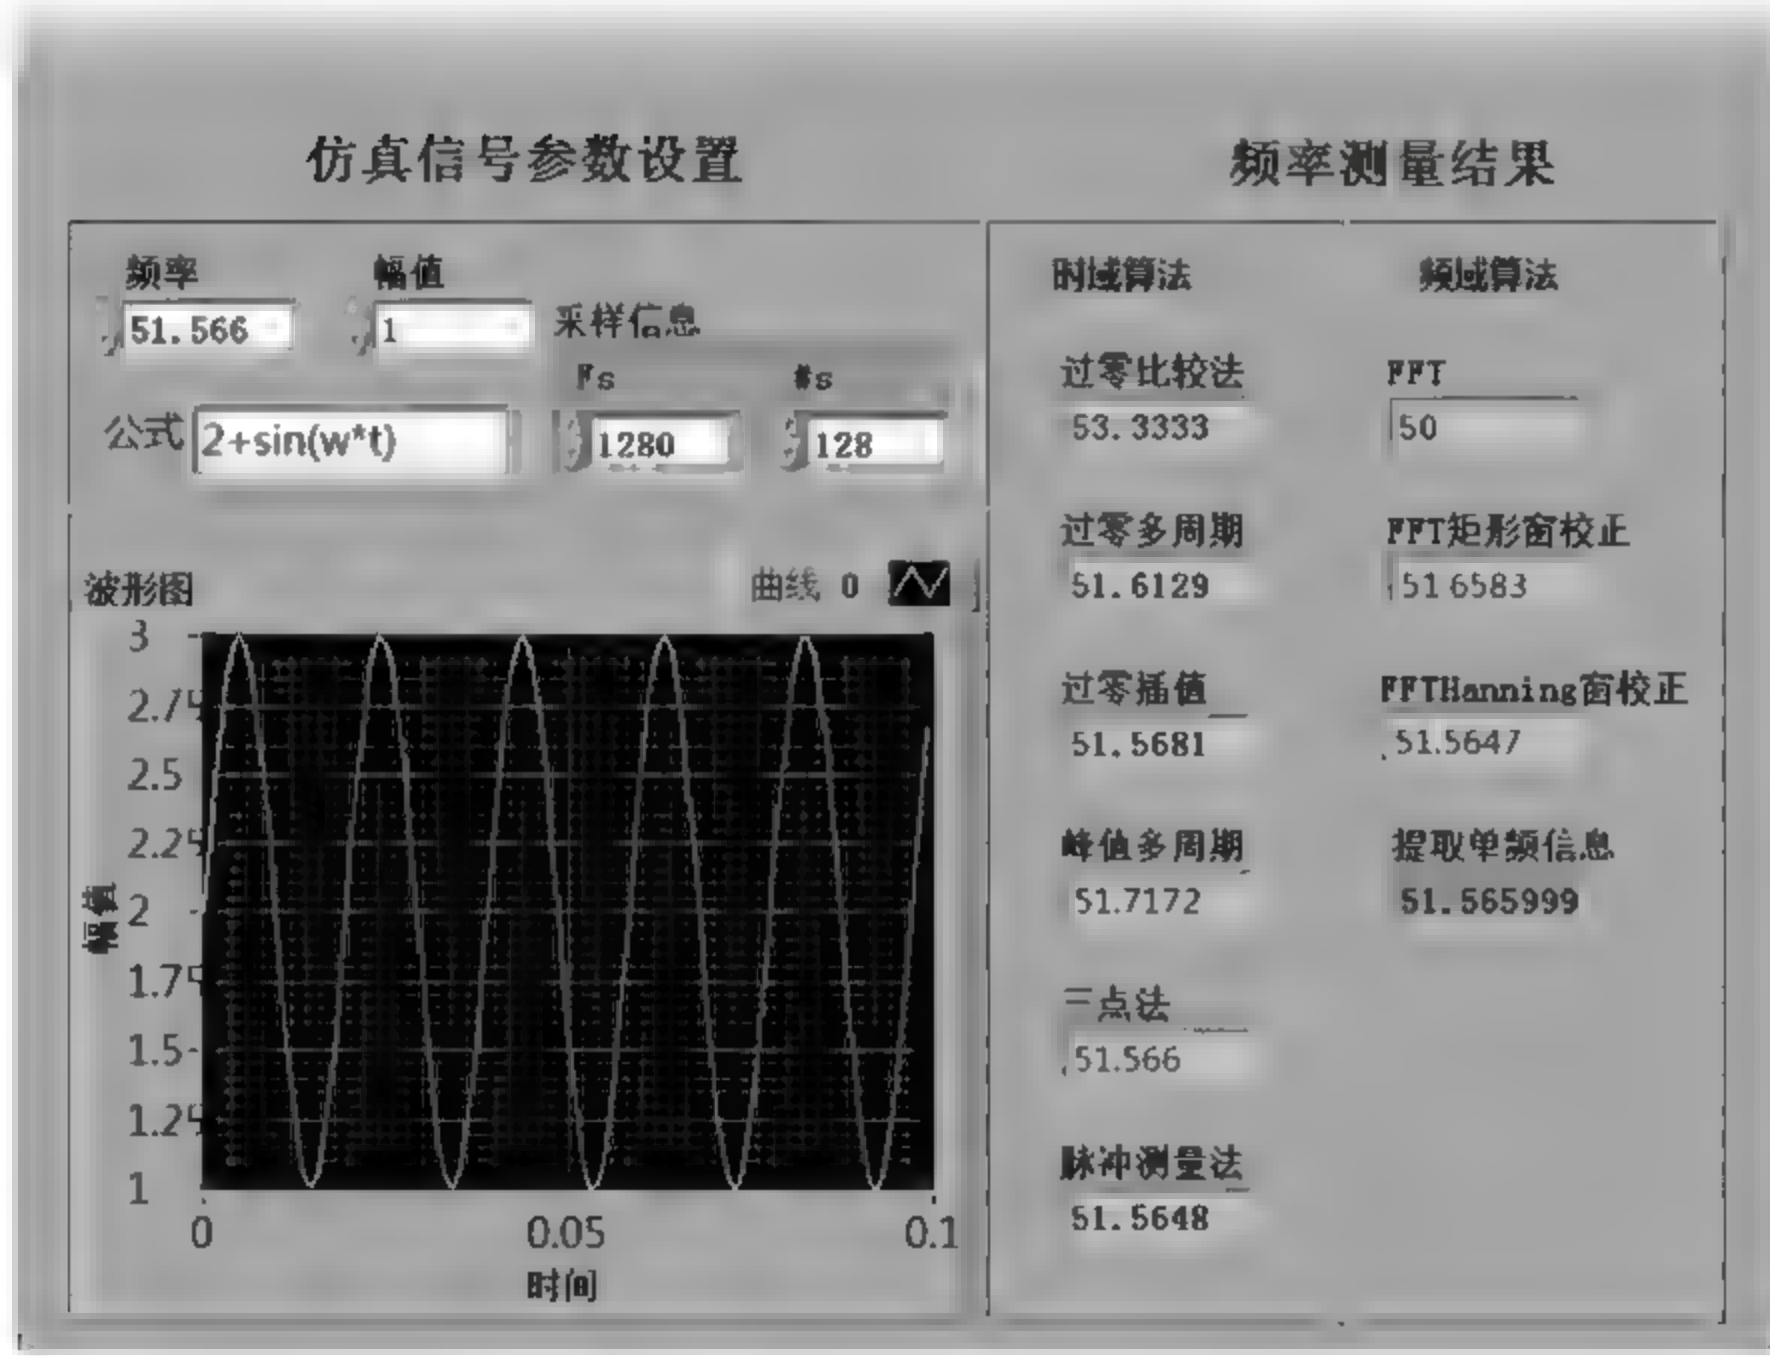 仿真信号参数设置
频率测量结果
频率
幅值
51.566
1
采样信息
Fs
#s
公式
2+sin(w*t)
1280
128
波形图
曲线 0
3
2.75
2.5
2.25
2
1.75
1.5
1.25
1
幅值
0
0.05
0.1
时间
时域算法
频域算法
过零比较法
FFT
53.3333
50
过零多周期
FFT矩形窗校正
51.6129
51.6583
过零插值
FFTHanning窗校正
51.5681
51.5647
峰值多周期
提取单频信息
51.7172
51.565999
三点法
51.566
脉冲测量法
51.5648